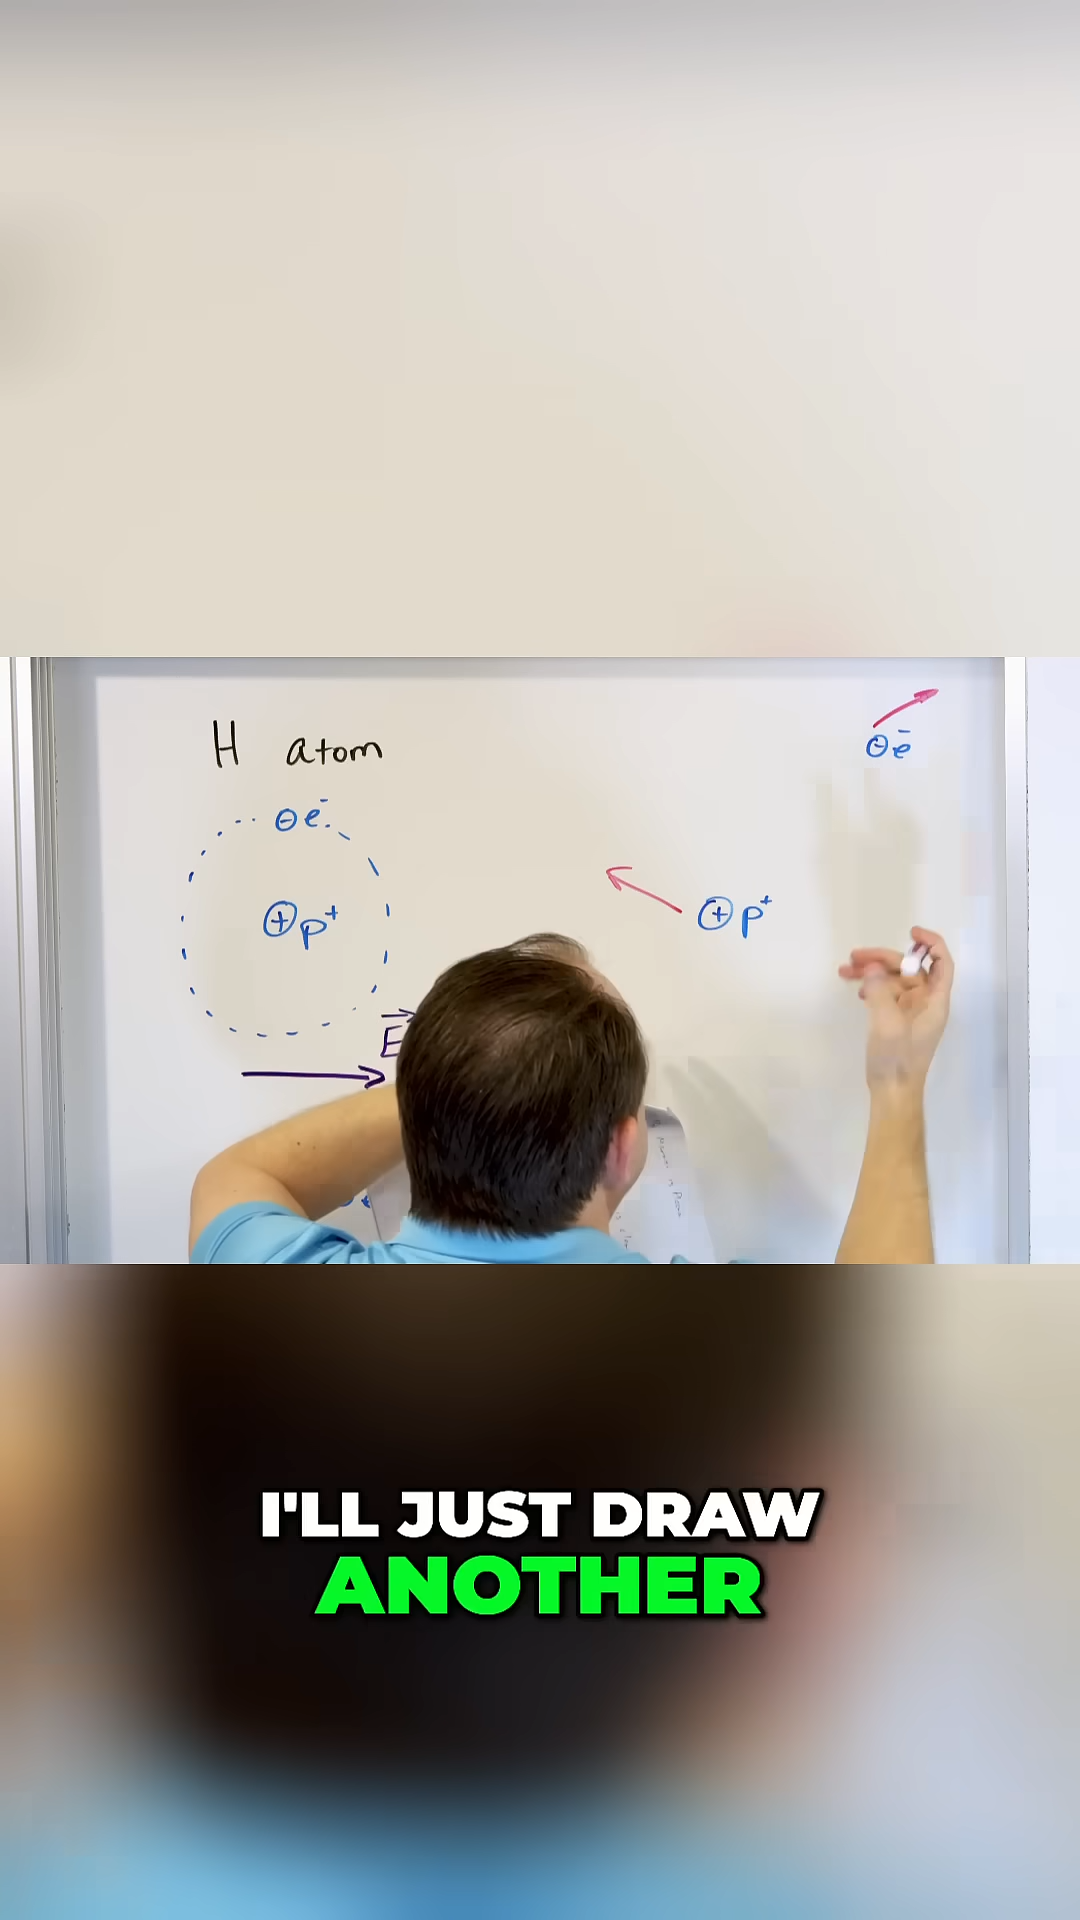 H atom
⊖ e⁻
⊕ p⁺
E
⊖ e⁻
⊕ p⁺
I'LL JUST DRAW
ANOTHER